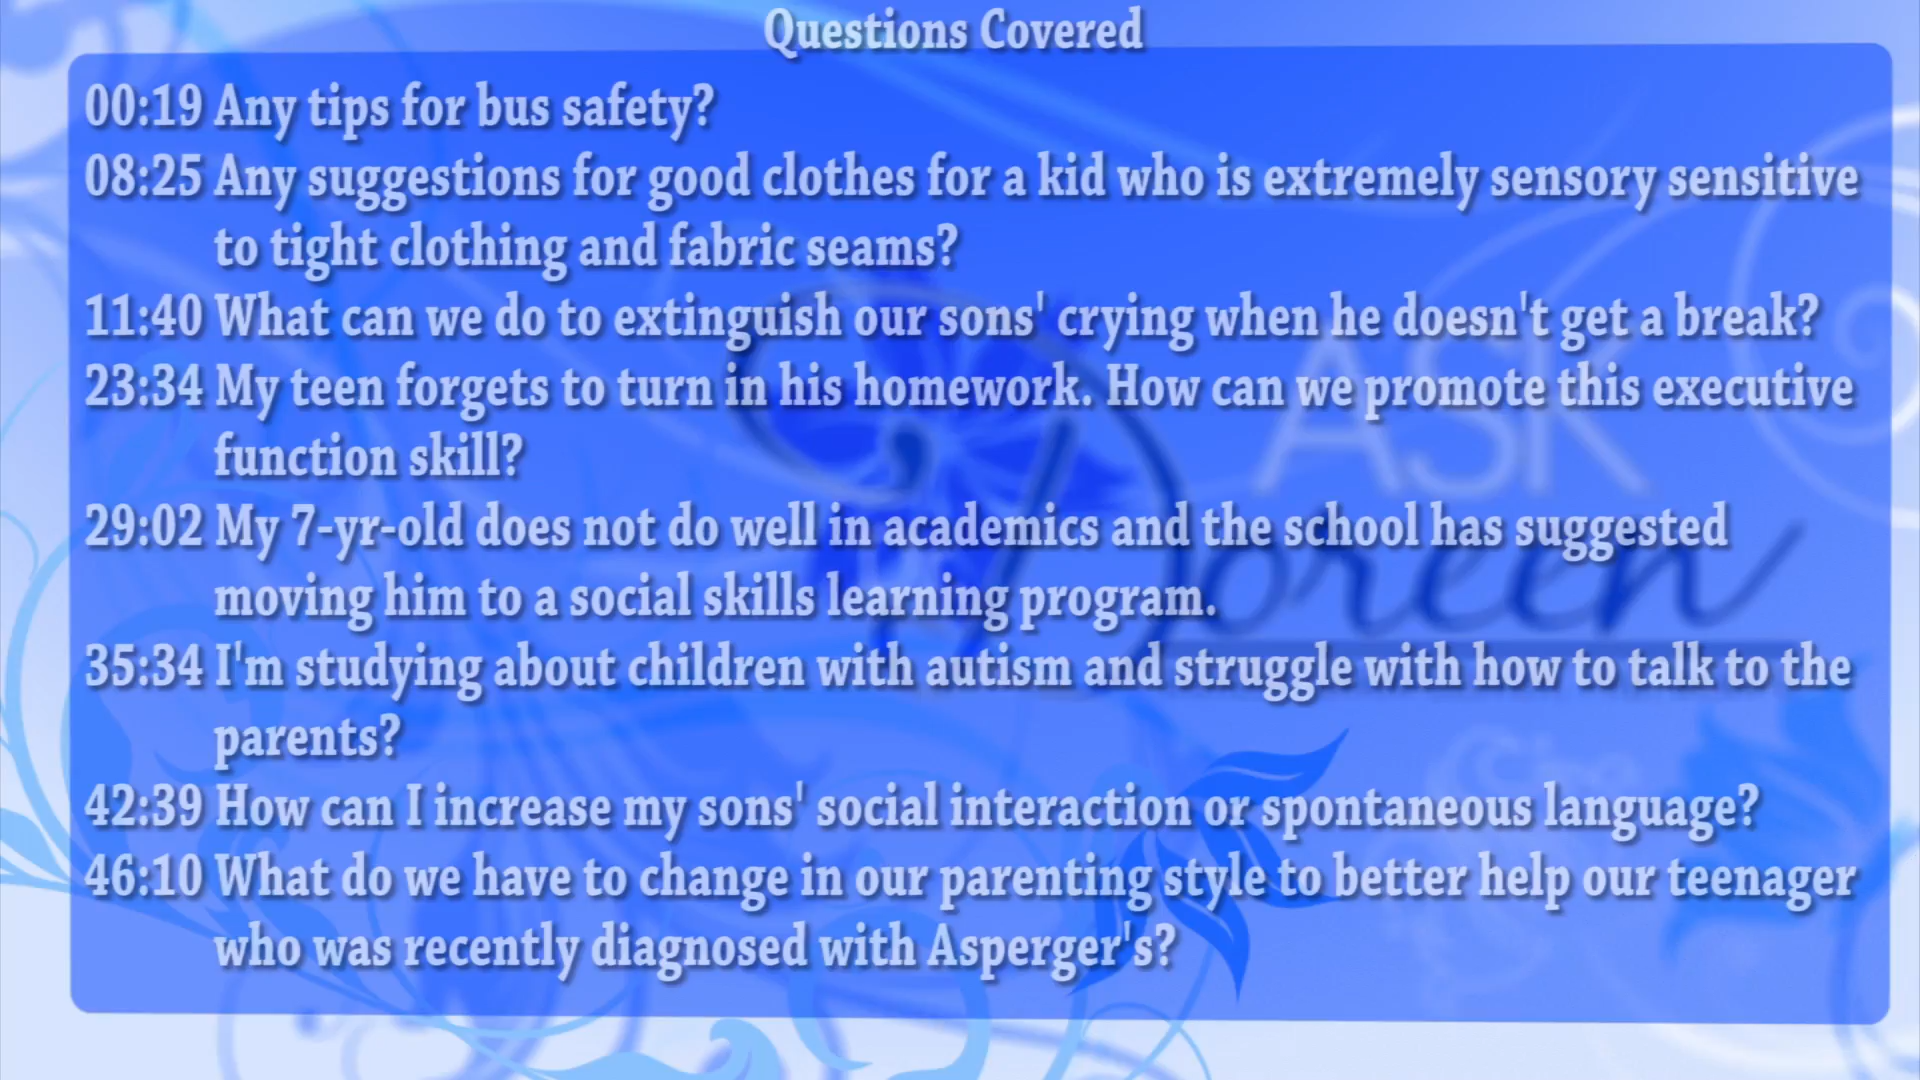 Questions Covered
00:19 Any tips for bus safety?
08:25 Any suggestions for good clothes for a kid who is extremely sensory sensitive
to tight clothing and fabric seams?
11:40 What can we do to extinguish our sons' crying when he doesn't get a break?
23:34 My teen forgets to turn in his homework. How can we promote this executive
function skill?
29:02 My 7-yr-old does not do well in academics and the school has suggested
moving him to a social skills learning program.
35:34 I'm studying about children with autism and struggle with how to talk to the
parents?
42:39 How can I increase my sons' social interaction or spontaneous language?
46:10 What do we have to change in our parenting style to better help our teenager
who was recently diagnosed with Asperger's?
ASK
Doreen